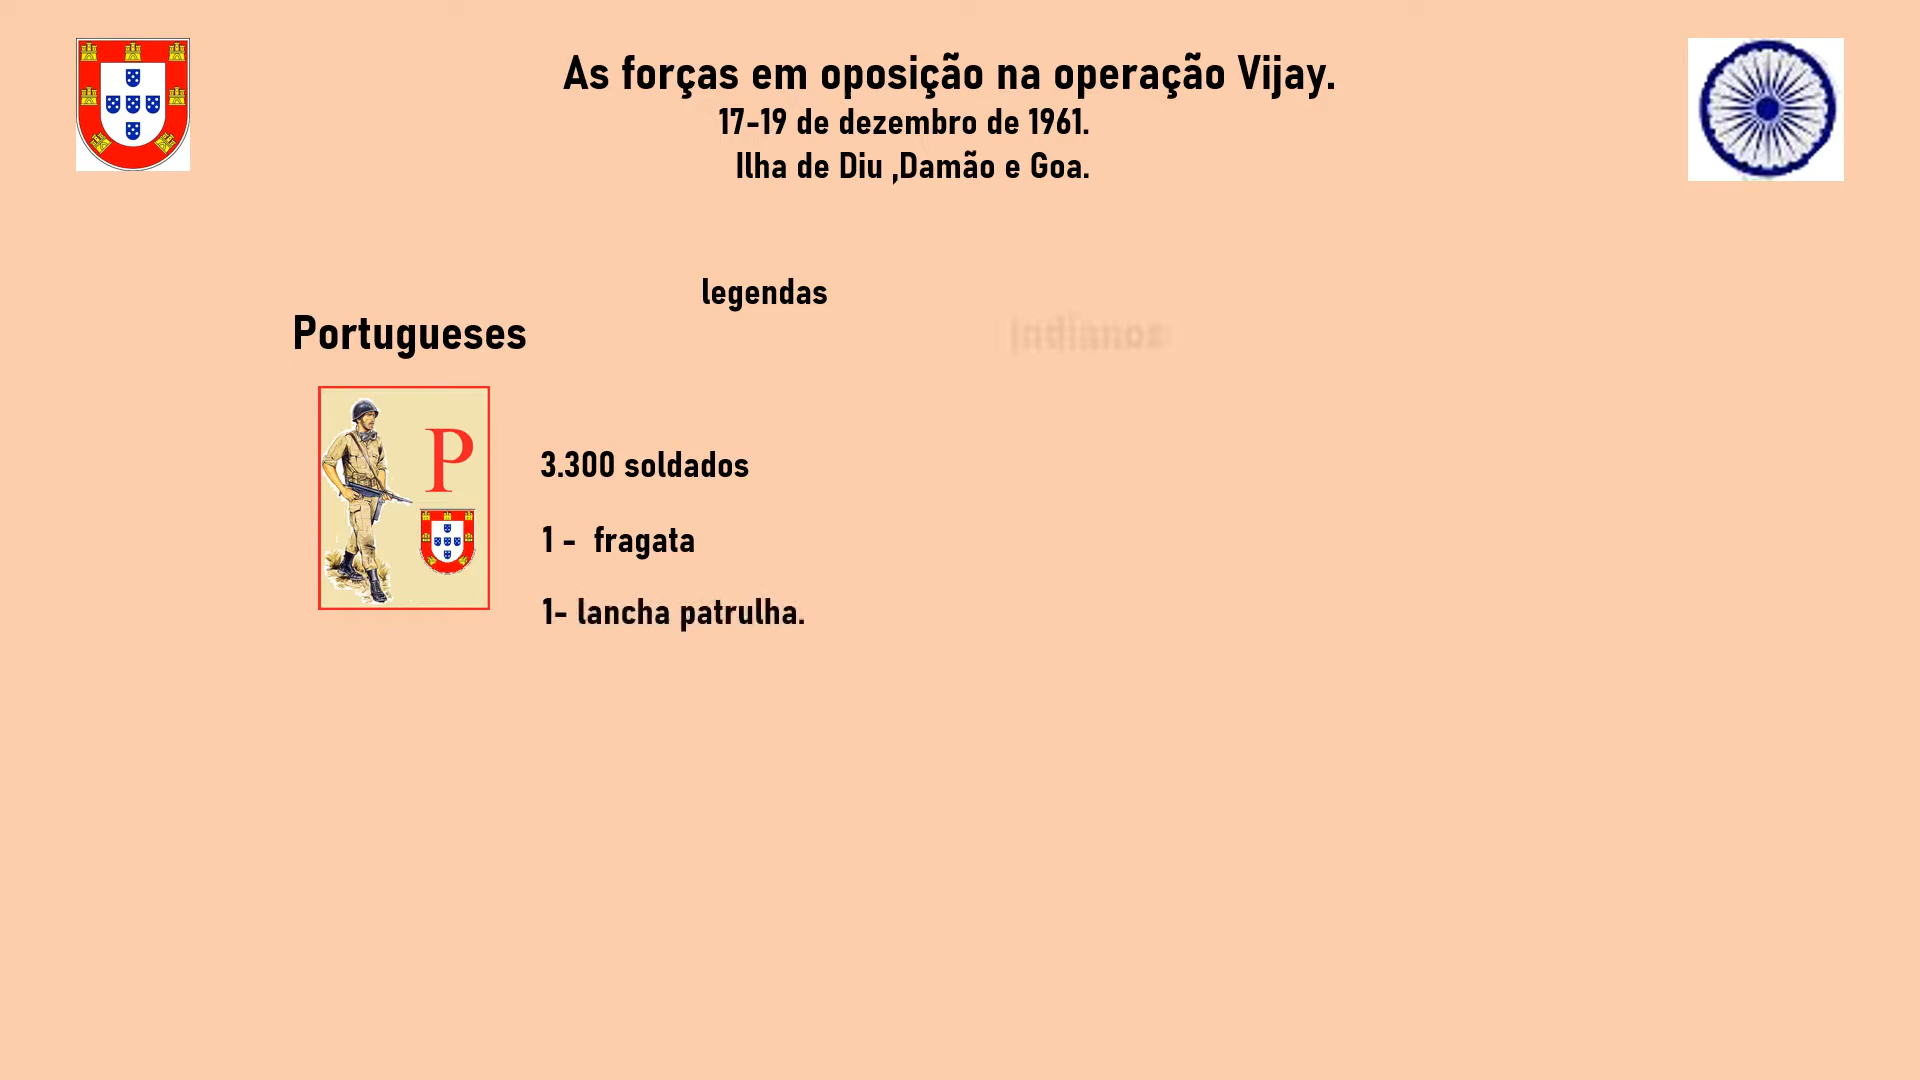 As forças em oposição na operação Vijay.
17-19 de dezembro de 1961.
Ilha de Diu ,Damão e Goa.
legendas
Portugueses
Indianos
P
3.300 soldados
1 - fragata
1- lancha patrulha.